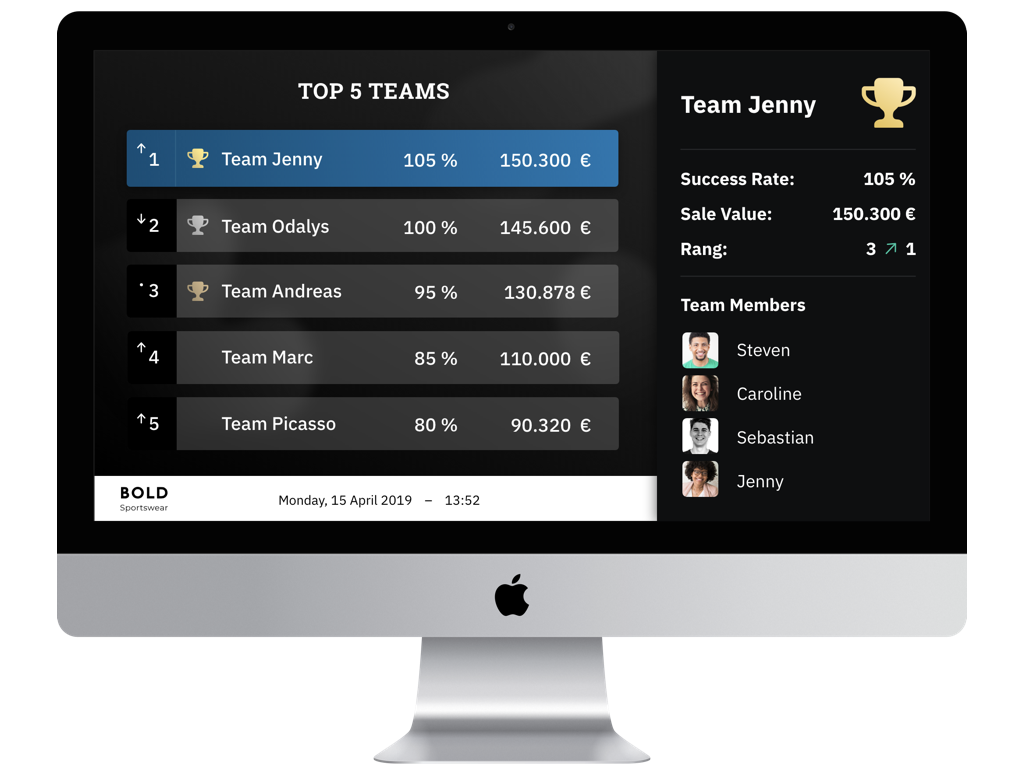 TOP 5 TEAMS
↑ 1 Team Jenny 105 % 150.300 €
↓ 2 Team Odalys 100 % 145.600 €
• 3 Team Andreas 95 % 130.878 €
↑ 4 Team Marc 85 % 110.000 €
↑ 5 Team Picasso 80 % 90.320 €
BOLD
Sportswear
Monday, 15 April 2019 – 13:52
Team Jenny
Success Rate: 105 %
Sale Value: 150.300 €
Rang: 3 ↗ 1
Team Members
Steven
Caroline
Sebastian
Jenny